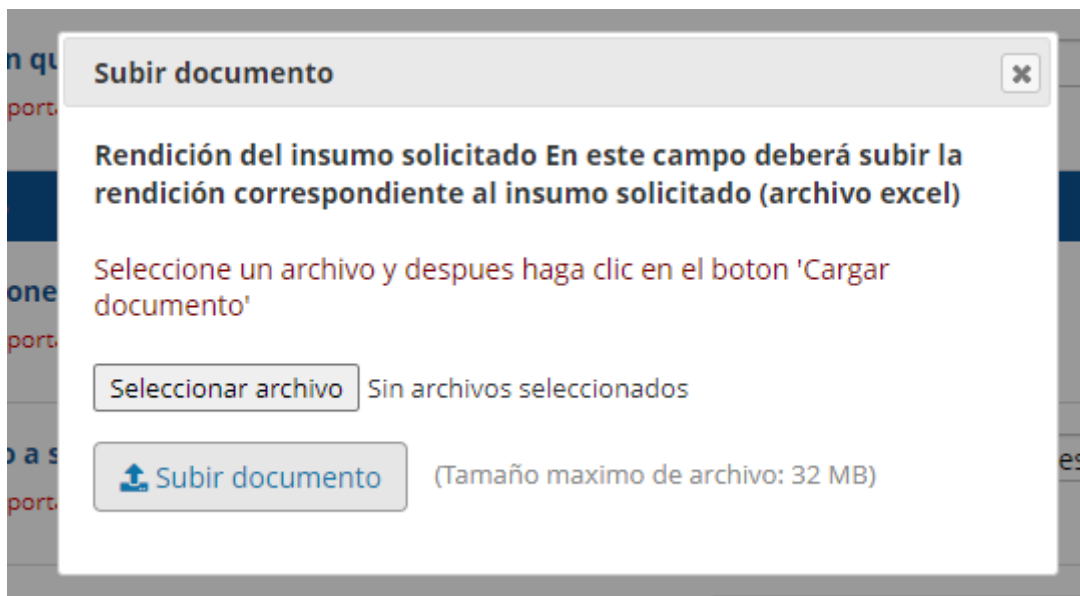 Subir documento
Rendición del insumo solicitado En este campo deberá subir la
rendición correspondiente al insumo solicitado (archivo excel)
Seleccione un archivo y despues haga clic en el boton 'Cargar
documento'
Seleccionar archivo Sin archivos seleccionados
Subir documento (Tamaño maximo de archivo: 32 MB)